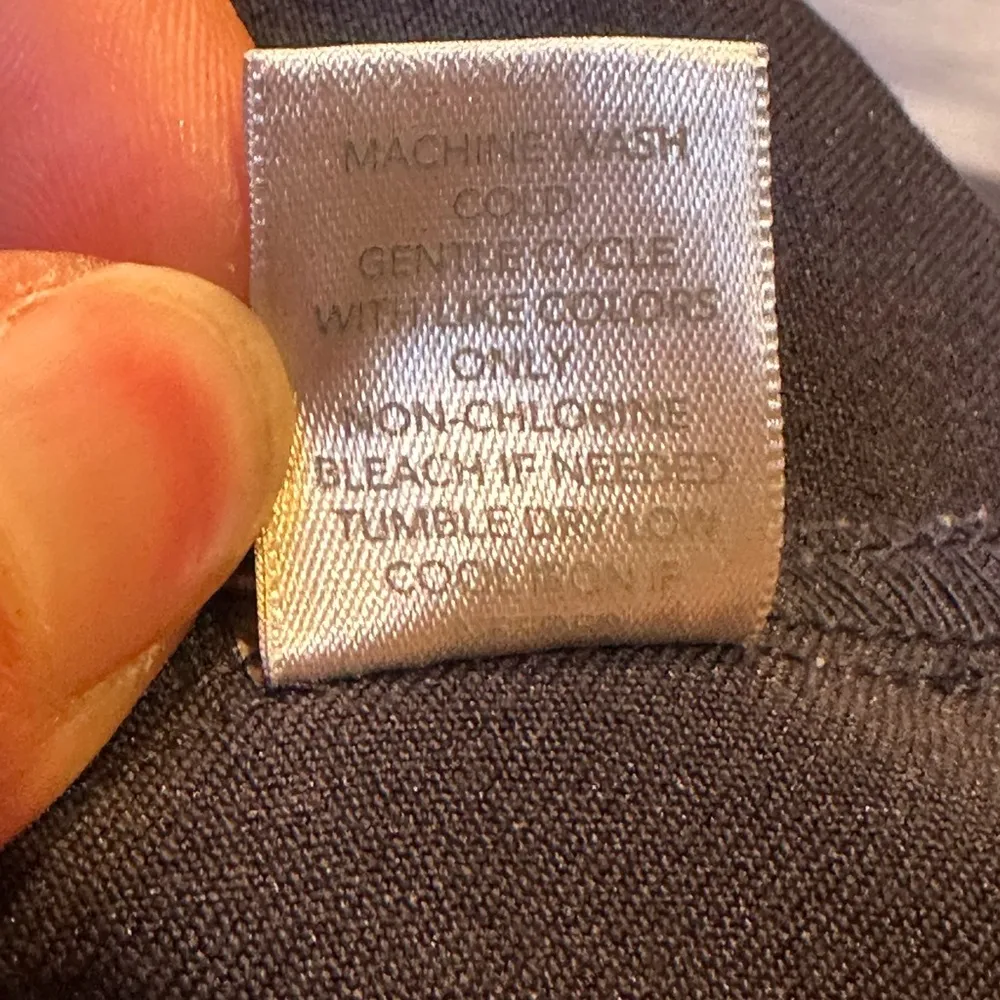 MACHINE WASH
COLD
GENTLE CYCLE
WITH LIKE COLORS
ONLY
NON-CHLORINE
BLEACH IF NEEDED
TUMBLE DRY LOW
COOL IRON IF